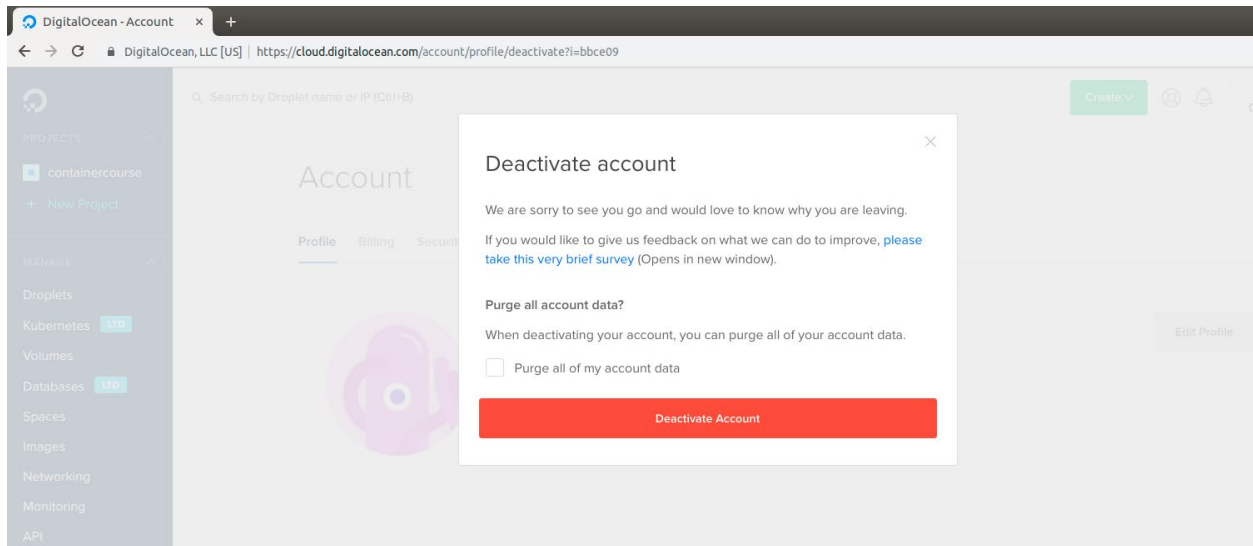 DigitalOcean - Account
DigitalOcean, LLC [US] | https://cloud.digitalocean.com/account/profile/deactivate?i=bbce09
Search by Droplet name or IP (Ctrl+B)
Create
PROJECTS
containercourse
+ New Project
MANAGE
Droplets
Kubernetes LTD
Volumes
Databases LTD
Spaces
Images
Networking
Monitoring
API
Account
Profile Billing
Edit Profile
Deactivate account
We are sorry to see you go and would love to know why you are leaving.
If you would like to give us feedback on what we can do to improve, please
take this very brief survey (Opens in new window).
Purge all account data?
When deactivating your account, you can purge all of your account data.
Purge all of my account data
Deactivate Account